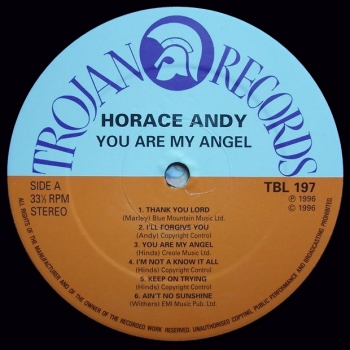 TROJAN RECORDS
HORACE ANDY
YOU ARE MY ANGEL
SIDE A
33⅓ RPM
STEREO
TBL 197
℗ 1996
© 1996
1. THANK YOU LORD
(Marley) Blue Mountain Music Ltd.
2. I'LL FORGIVE YOU
(Andy) Copyright Control
3. YOU ARE MY ANGEL
(Hinds) Creole Music Ltd.
4. I'M NOT A KNOW IT ALL
(Hinds) Copyright Control
5. KEEP ON TRYING
(Hinds) Copyright Control
6. AIN'T NO SUNSHINE
(Withers) EMI Music Pub. Ltd.
ALL RIGHTS OF THE MANUFACTURER AND OF THE OWNER OF THE RECORDED WORK RESERVED. UNAUTHORISED COPYING, PUBLIC PERFORMANCE AND BROADCASTING PROHIBITED.